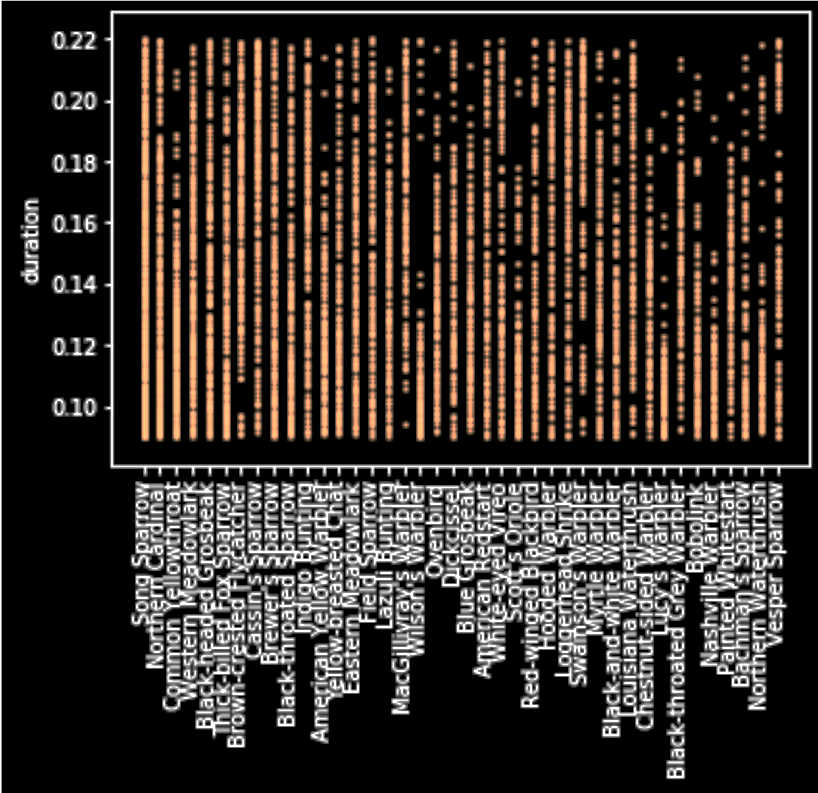 duration
0.22
0.20
0.18
0.16
0.14
0.12
0.10
Song Sparrow
Northern Cardinal
Common Yellowthroat
Western Meadowlark
Black-headed Grosbeak
Thick-billed Fox Sparrow
Brown-crested Flycatcher
Cassin's Sparrow
Brewer's Sparrow
Black-throated Sparrow
Indigo Bunting
American Yellow Warbler
Yellow-breasted Chat
Eastern Meadowlark
Field Sparrow
Lazuli Bunting
MacGillivray's Warbler
Wilson's Warbler
Ovenbird
Dickcissel
Blue Grosbeak
American Redstart
White-eyed Vireo
Scott's Oriole
Red-winged Blackbird
Hooded Warbler
Loggerhead Shrike
Swainson's Warbler
Myrtle Warbler
Black-and-white Warbler
Louisiana Waterthrush
Chestnut-sided Warbler
Lucy's Warbler
Black-throated Grey Warbler
Bobolink
Nashville Warbler
Painted Whitestart
Bachman's Sparrow
Northern Waterthrush
Vesper Sparrow